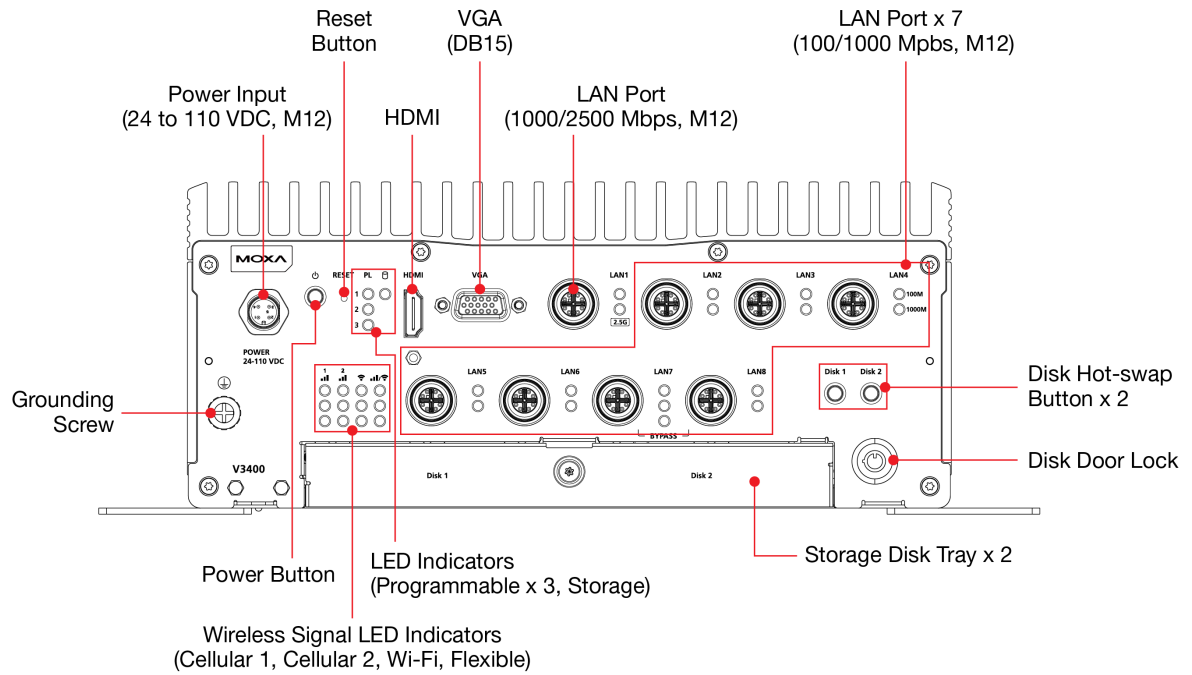 Reset
Button
VGA
(DB15)
LAN Port x 7
(100/1000 Mpbs, M12)
Power Input
(24 to 110 VDC, M12)
HDMI
LAN Port
(1000/2500 Mbps, M12)
MOXA
RESET
PL
HDMI
VGA
LAN1
LAN2
LAN3
LAN4
1
2
3
100M
1000M
2.5G
POWER
24-110 VDC
1
2
LAN5
LAN6
LAN7
LAN8
BYPASS
Disk 1
Disk 2
Disk Hot-swap
Button x 2
Grounding
Screw
V3400
Disk 1
Disk 2
Disk Door Lock
Storage Disk Tray x 2
Power Button
LED Indicators
(Programmable x 3, Storage)
Wireless Signal LED Indicators
(Cellular 1, Cellular 2, Wi-Fi, Flexible)